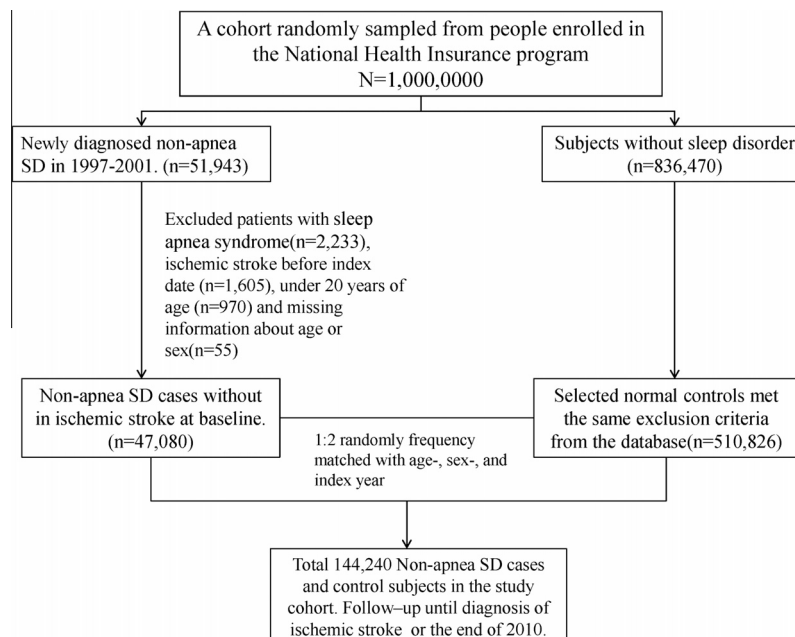 A cohort randomly sampled from people enrolled in
the National Health Insurance program
N=1,000,0000
Newly diagnosed non-apnea
SD in 1997-2001. (n=51,943)
Subjects without sleep disorder
(n=836,470)
Excluded patients with sleep
apnea syndrome(n=2,233),
ischemic stroke before index
date (n=1,605), under 20 years of
age (n=970) and missing
information about age or
sex(n=55)
Non-apnea SD cases without
in ischemic stroke at baseline.
(n=47,080)
Selected normal controls met
the same exclusion criteria
from the database(n=510,826)
1:2 randomly frequency
matched with age-, sex-, and
index year
Total 144,240 Non-apnea SD cases
and control subjects in the study
cohort. Follow–up until diagnosis of
ischemic stroke or the end of 2010.